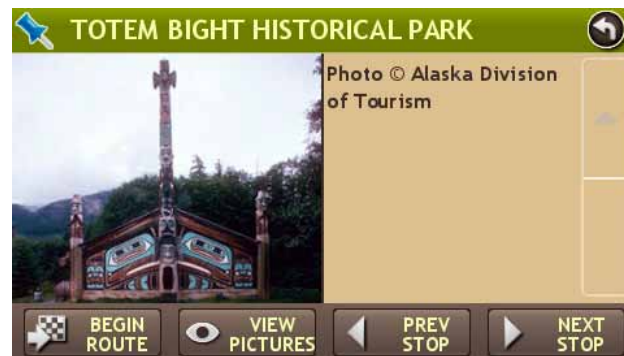 TOTEM BIGHT HISTORICAL PARK
Photo © Alaska Division
of Tourism
BEGIN
ROUTE
VIEW
PICTURES
PREV
STOP
NEXT
STOP